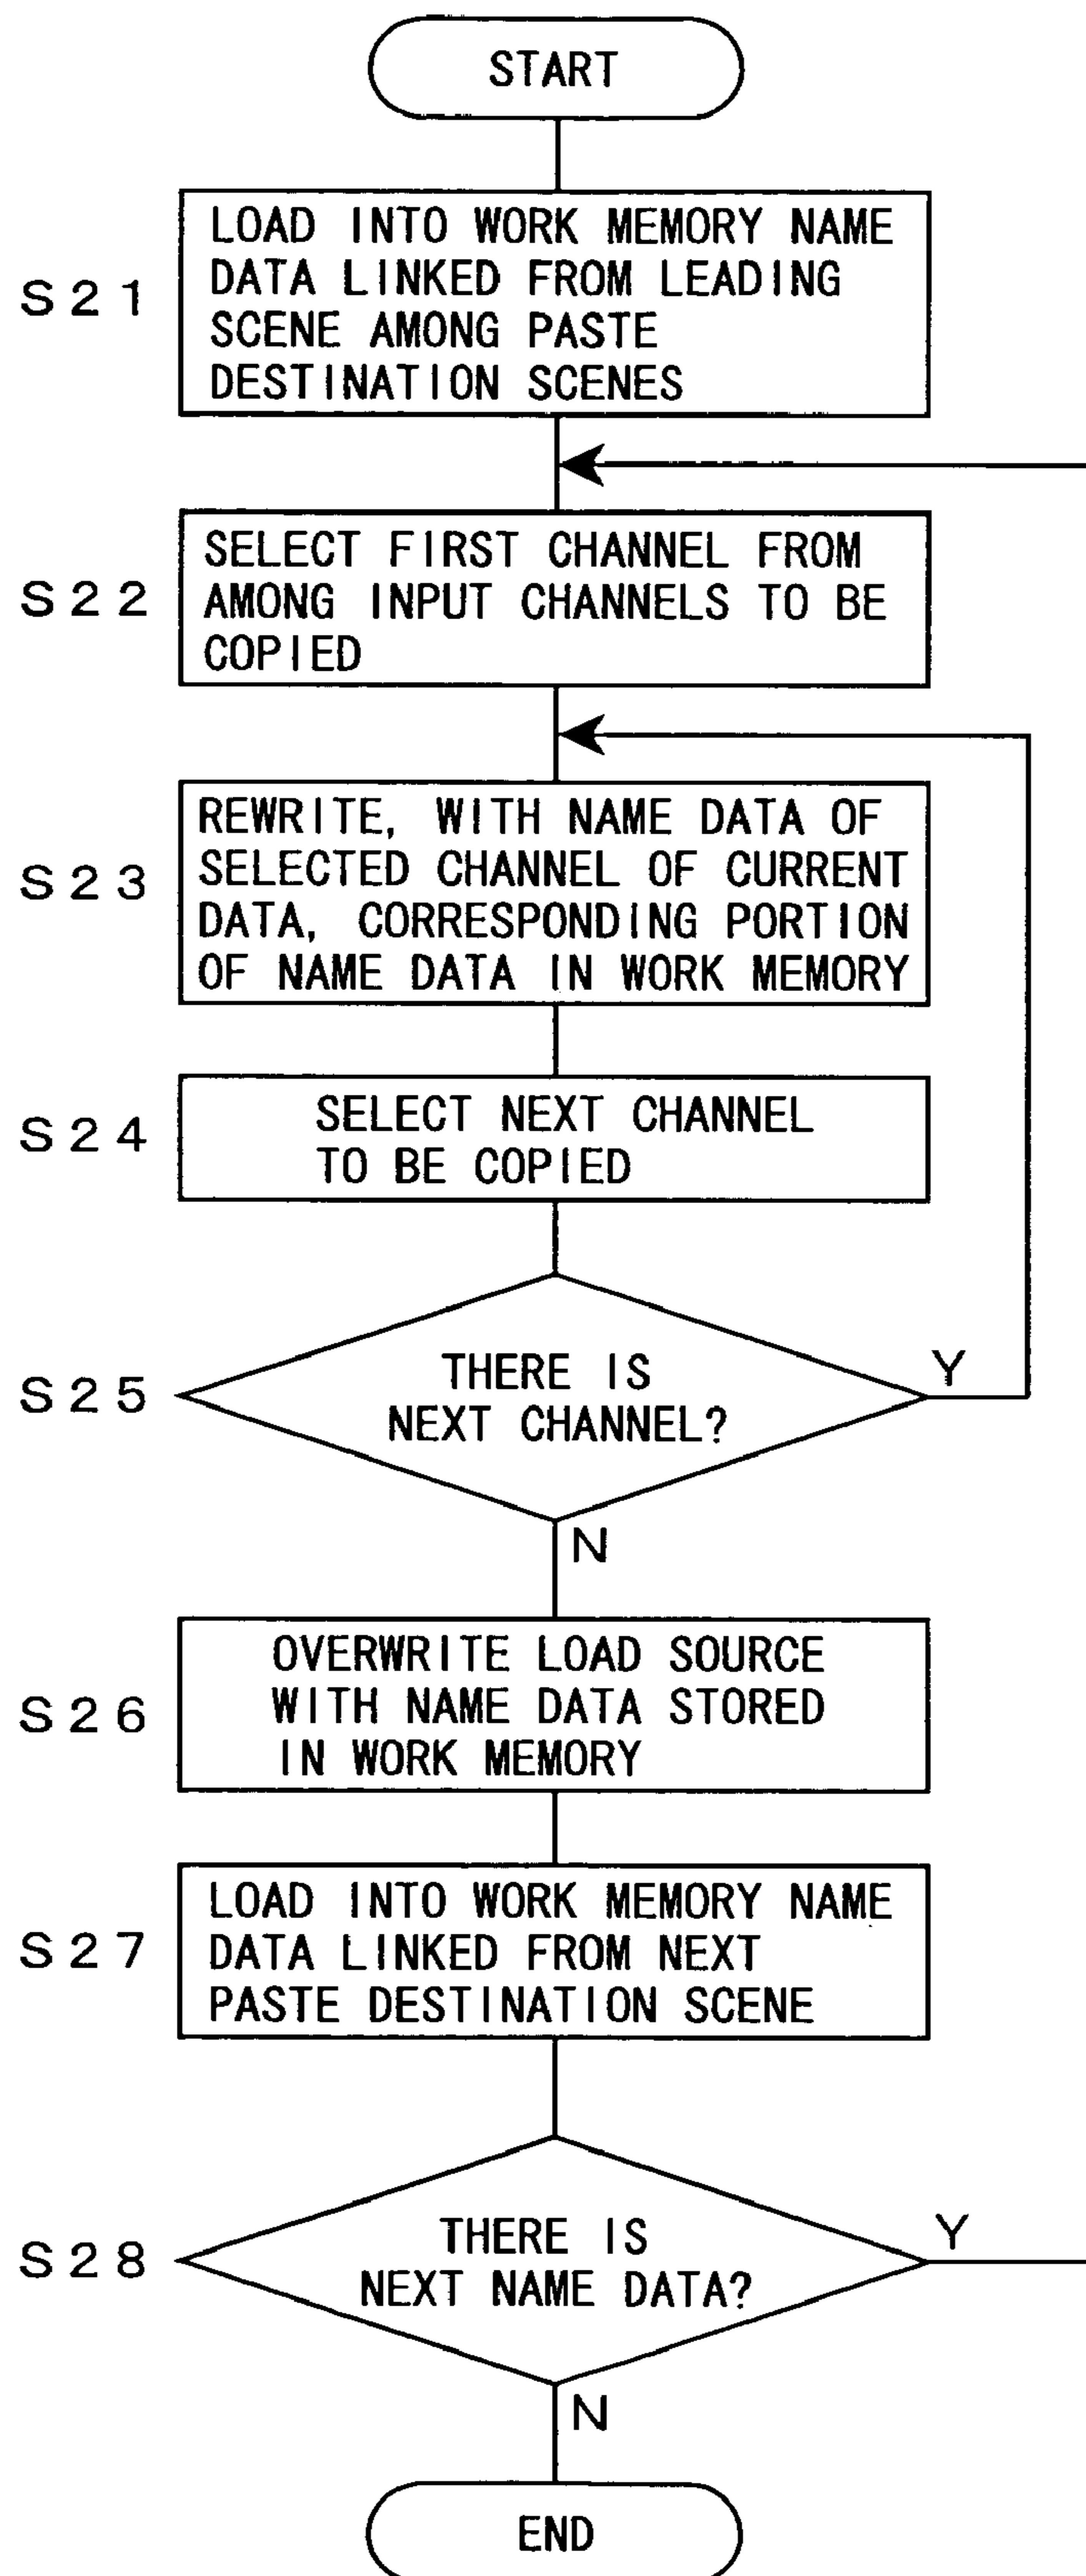 START
S21
LOAD INTO WORK MEMORY NAME
DATA LINKED FROM LEADING
SCENE AMONG PASTE
DESTINATION SCENES
S22
SELECT FIRST CHANNEL FROM
AMONG INPUT CHANNELS TO BE
COPIED
S23
REWRITE, WITH NAME DATA OF
SELECTED CHANNEL OF CURRENT
DATA, CORRESPONDING PORTION
OF NAME DATA IN WORK MEMORY
S24
SELECT NEXT CHANNEL
TO BE COPIED
S25
THERE IS
NEXT CHANNEL?
Y
N
S26
OVERWRITE LOAD SOURCE
WITH NAME DATA STORED
IN WORK MEMORY
S27
LOAD INTO WORK MEMORY NAME
DATA LINKED FROM NEXT
PASTE DESTINATION SCENE
S28
THERE IS
NEXT NAME DATA?
Y
N
END